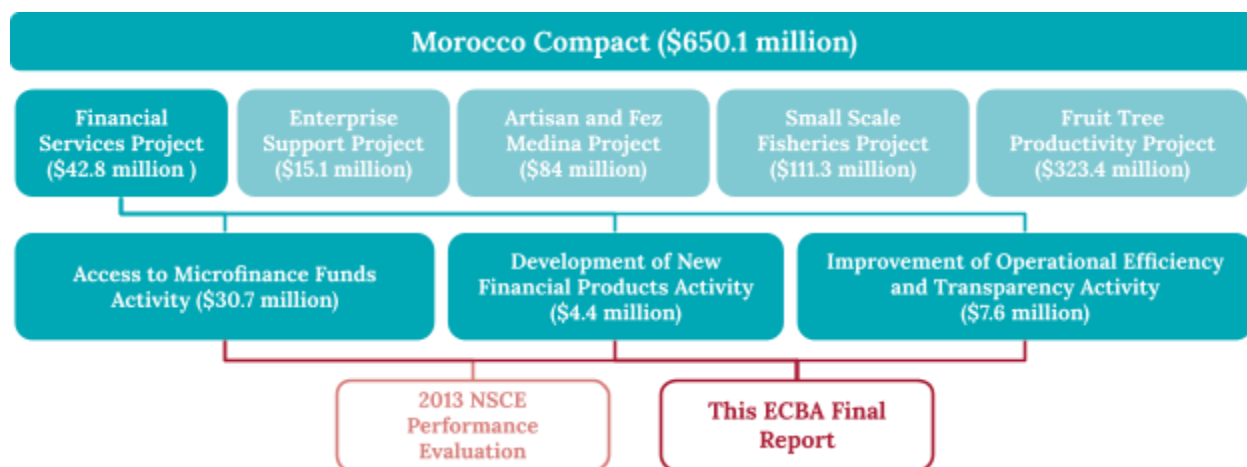 Morocco Compact ($650.1 million)
Financial
Services Project
($42.8 million )
Enterprise
Support Project
($15.1 million)
Artisan and Fez
Medina Project
($84 million)
Small Scale
Fisheries Project
($111.3 million)
Fruit Tree
Productivity Project
($323.4 million)
Access to Microfinance Funds
Activity ($30.7 million)
Development of New
Financial Products Activity
($4.4 million)
Improvement of Operational Efficiency
and Transparency Activity
($7.6 million)
2013 NSCE
Performance
Evaluation
This ECBA Final
Report